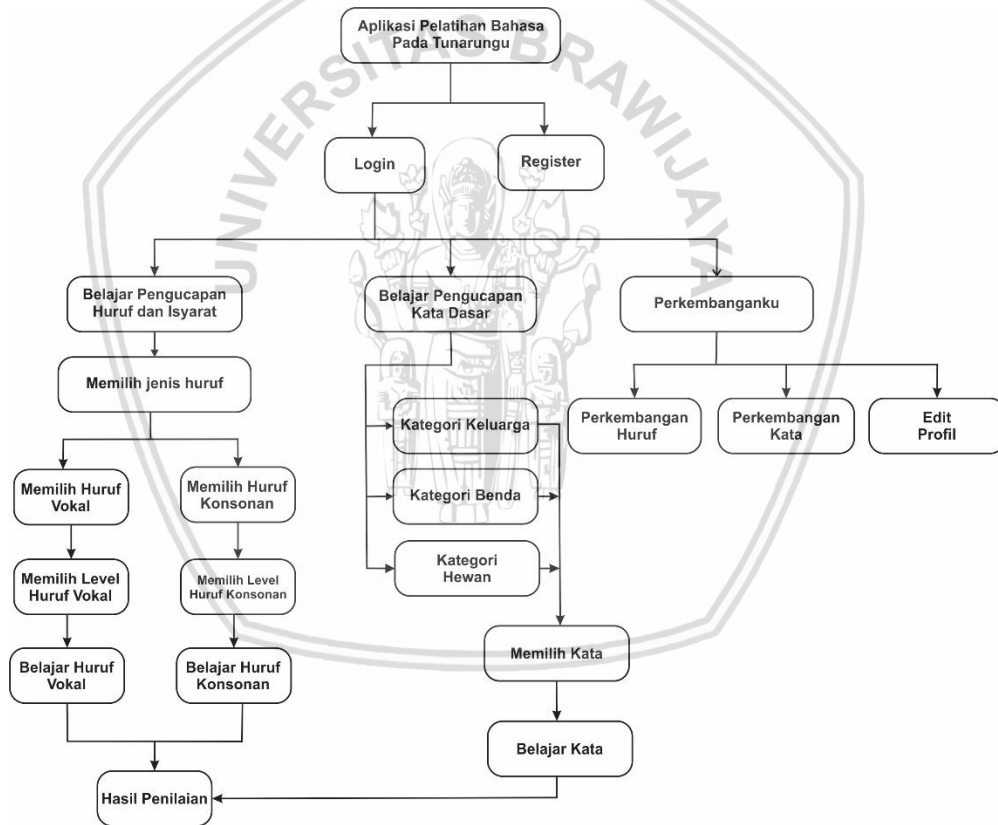 Aplikasi Pelatihan Bahasa
Pada Tunarungu
UNIVERSITAS BRAWIJAYA
Login
Register
Belajar Pengucapan
Huruf dan Isyarat
Belajar Pengucapan
Kata Dasar
Perkembanganku
Memilih jenis huruf
Kategori Keluarga
Perkembangan
Huruf
Perkembangan
Kata
Edit
Profil
Memilih Huruf
Vokal
Memilih Huruf
Konsonan
Kategori Benda
Memilih Level
Huruf Vokal
Memilih Level
Huruf Konsonan
Kategori
Hewan
Belajar Huruf
Vokal
Belajar Huruf
Konsonan
Memilih Kata
Belajar Kata
Hasil Penilaian